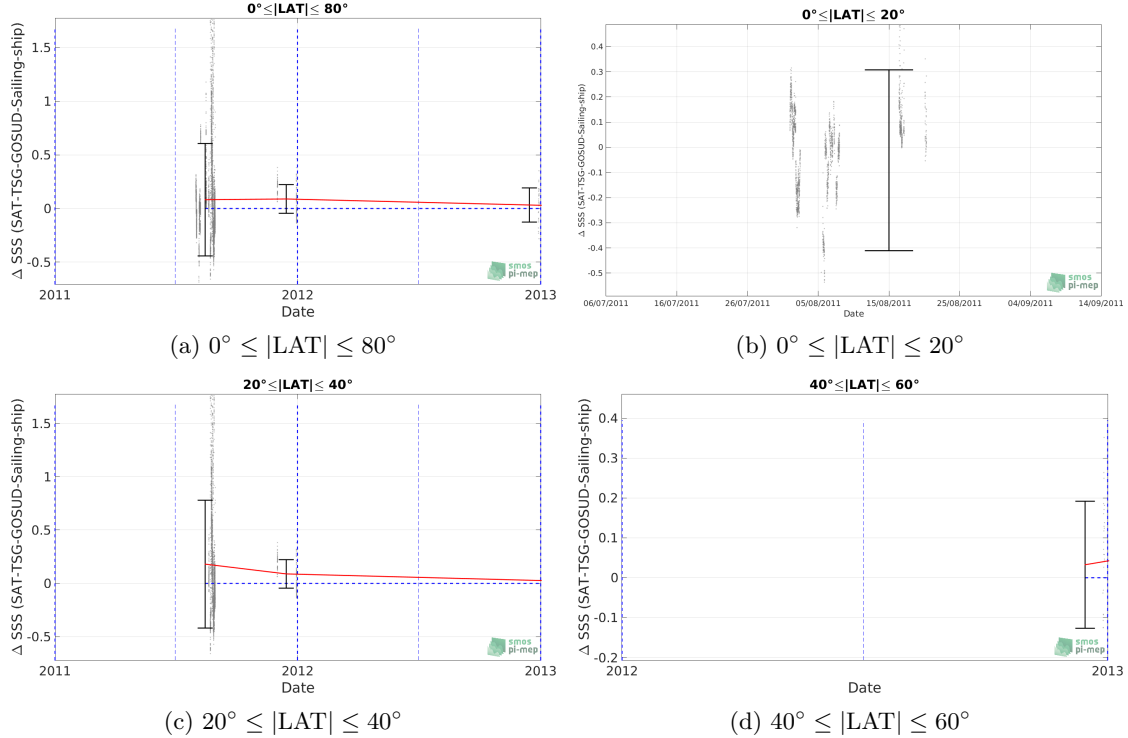 0°≤|LAT|≤ 80°
Δ SSS (SAT-TSG-GOSUD-Sailing-ship)
1.5
1
0.5
0
-0.5
2011 2012 2013
Date
smos
pi-mep
(a) 0° ≤ |LAT| ≤ 80°
0°≤|LAT|≤ 20°
Δ SSS (SAT-TSG-GOSUD-Sailing-ship)
0.4
0.3
0.2
0.1
0
-0.1
-0.2
-0.3
-0.4
-0.5
06/07/2011 16/07/2011 26/07/2011 05/08/2011 15/08/2011 25/08/2011 04/09/2011 14/09/2011
Date
smos
pi-mep
(b) 0° ≤ |LAT| ≤ 20°
20°≤|LAT|≤ 40°
Δ SSS (SAT-TSG-GOSUD-Sailing-ship)
1.5
1
0.5
0
-0.5
2011 2012 2013
Date
smos
pi-mep
(c) 20° ≤ |LAT| ≤ 40°
40°≤|LAT|≤ 60°
Δ SSS (SAT-TSG-GOSUD-Sailing-ship)
0.4
0.3
0.2
0.1
0
-0.1
-0.2
2012 2013
Date
smos
pi-mep
(d) 40° ≤ |LAT| ≤ 60°